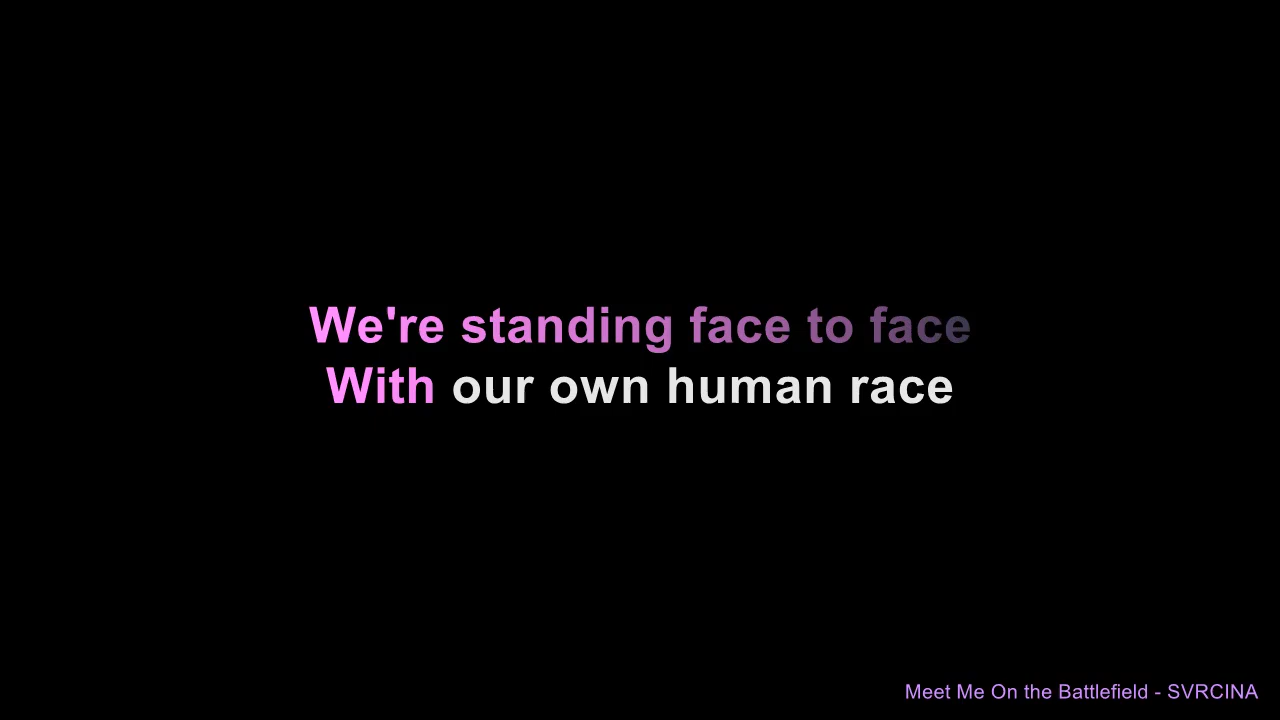 We're standing face to face
With our own human race
Meet Me On the Battlefield - SVRCINA